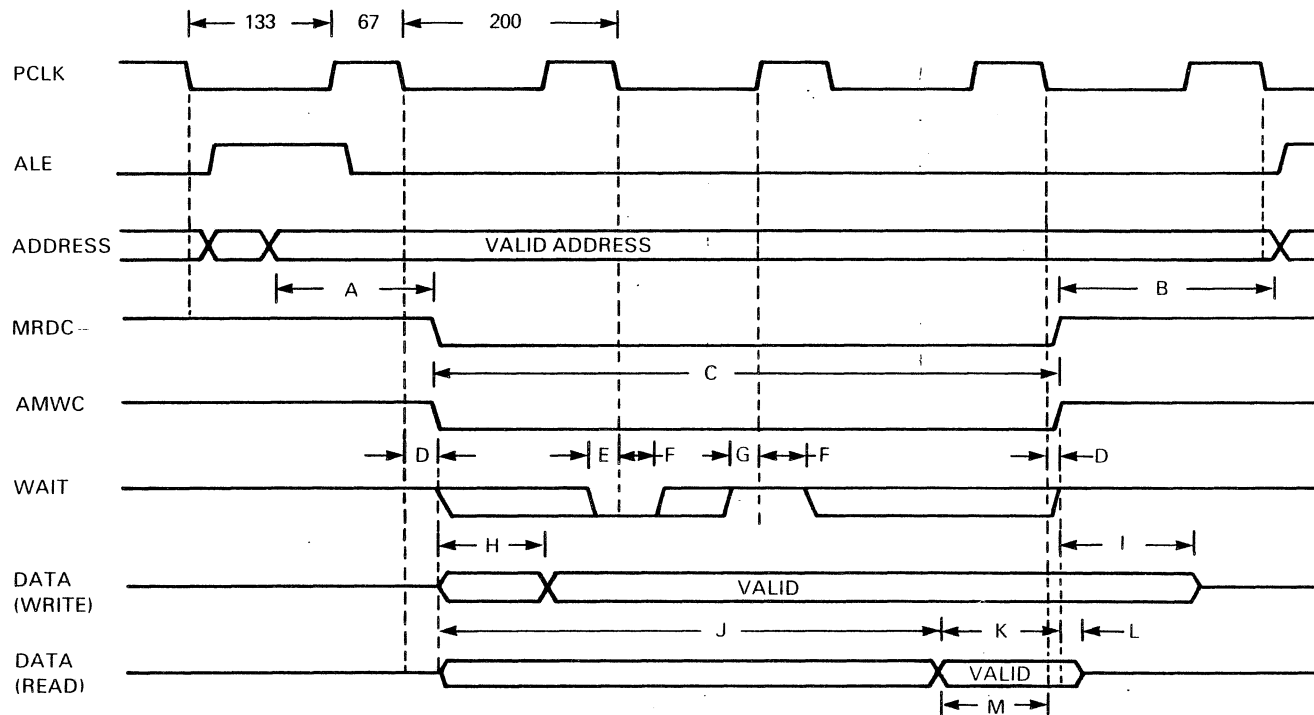 133 67 200
PCLK
ALE
ADDRESS VALID ADDRESS
A B
MRDC
C
AMWC
D E F G F D
WAIT
H I
DATA
(WRITE) VALID
J K L
DATA
(READ) VALID
M